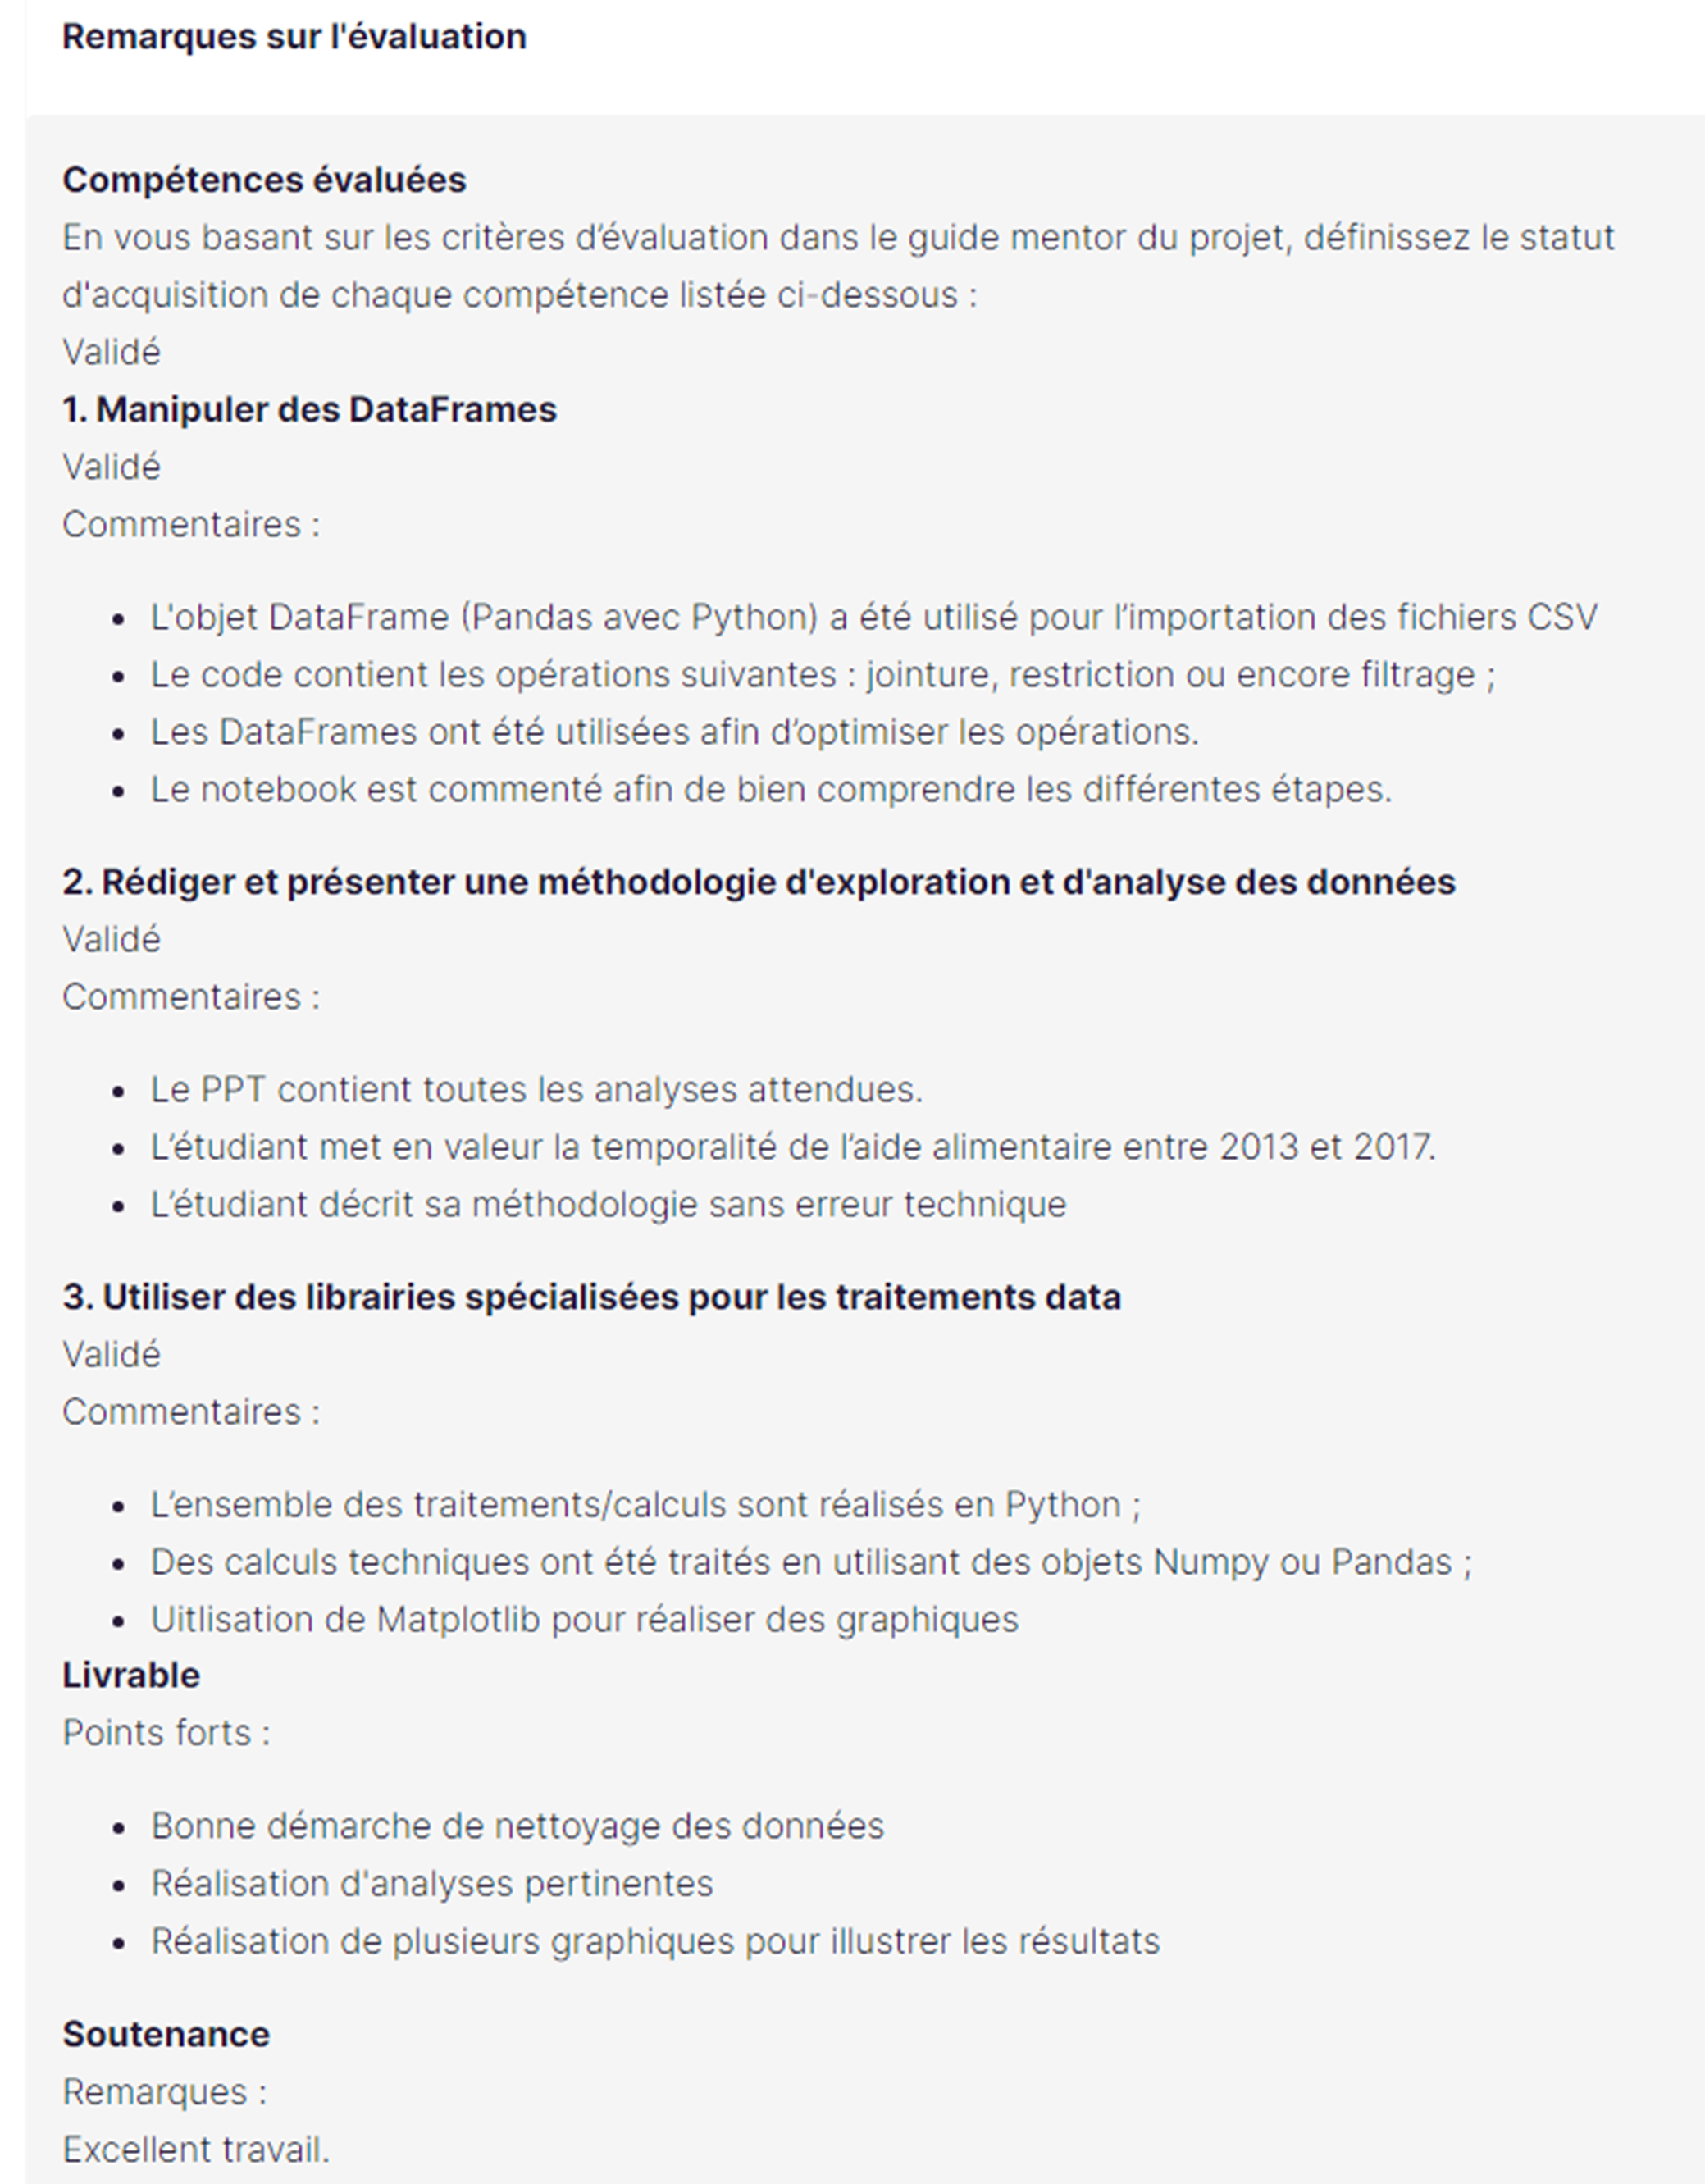 Remarques sur l'évaluation
Compétences évaluées
En vous basant sur les critères d’évaluation dans le guide mentor du projet, définissez le statut
d'acquisition de chaque compétence listée ci-dessous :
Validé
1. Manipuler des DataFrames
Validé
Commentaires :
• L'objet DataFrame (Pandas avec Python) a été utilisé pour l’importation des fichiers CSV
• Le code contient les opérations suivantes : jointure, restriction ou encore filtrage ;
• Les DataFrames ont été utilisées afin d’optimiser les opérations.
• Le notebook est commenté afin de bien comprendre les différentes étapes.
2. Rédiger et présenter une méthodologie d'exploration et d'analyse des données
Validé
Commentaires :
• Le PPT contient toutes les analyses attendues.
• L’étudiant met en valeur la temporalité de l’aide alimentaire entre 2013 et 2017.
• L’étudiant décrit sa méthodologie sans erreur technique
3. Utiliser des librairies spécialisées pour les traitements data
Validé
Commentaires :
• L’ensemble des traitements/calculs sont réalisés en Python ;
• Des calculs techniques ont été traités en utilisant des objets Numpy ou Pandas ;
• Uitlisation de Matplotlib pour réaliser des graphiques
Livrable
Points forts :
• Bonne démarche de nettoyage des données
• Réalisation d'analyses pertinentes
• Réalisation de plusieurs graphiques pour illustrer les résultats
Soutenance
Remarques :
Excellent travail.